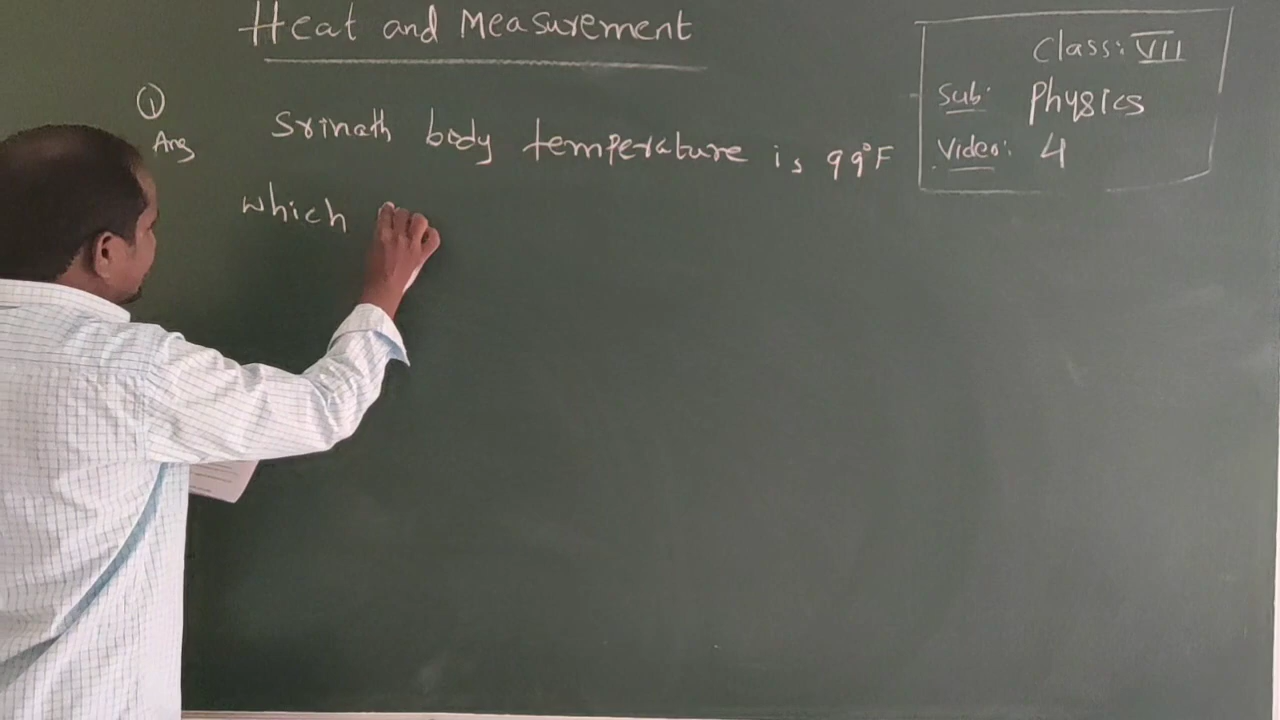 Heat and Measurement
Class: VII
Sub: Physics
Video: 4
①
Ans
Srinath body temperature is 99°F
which